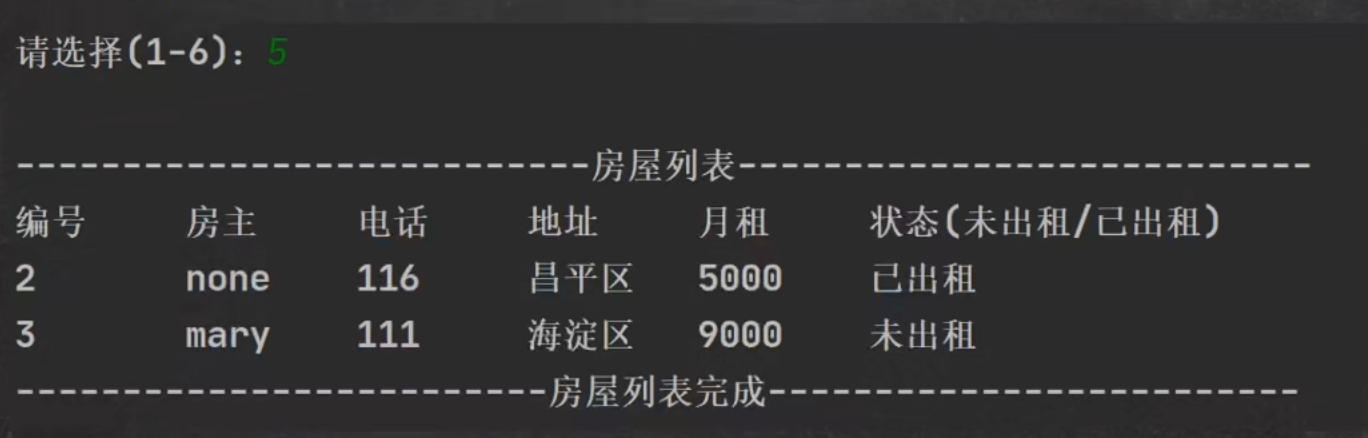 请选择(1-6): 5
---------------------------房屋列表---------------------------
编号 房主 电话 地址 月租 状态(未出租/已出租)
2 none 116 昌平区 5000 已出租
3 mary 111 海淀区 9000 未出租
-------------------------房屋列表完成-------------------------